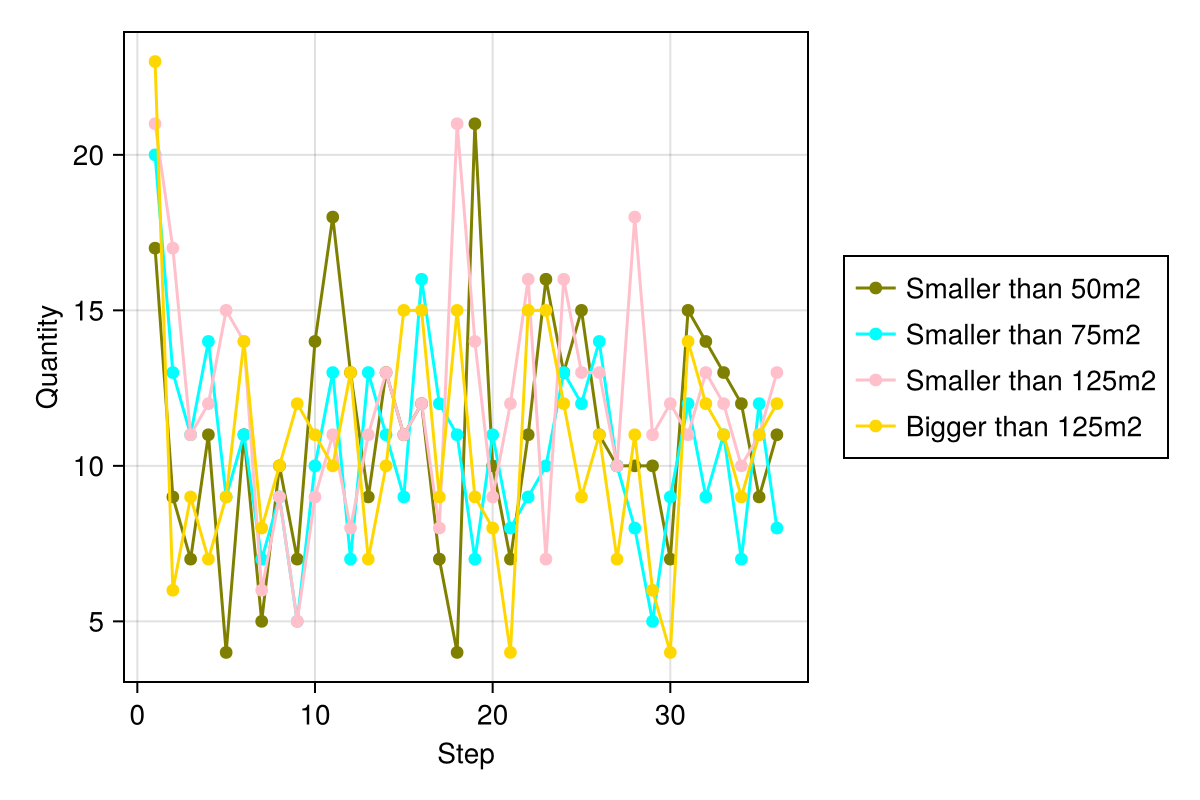 Quantity
20
15
10
5
0 10 20 30
Step
Smaller than 50m2
Smaller than 75m2
Smaller than 125m2
Bigger than 125m2